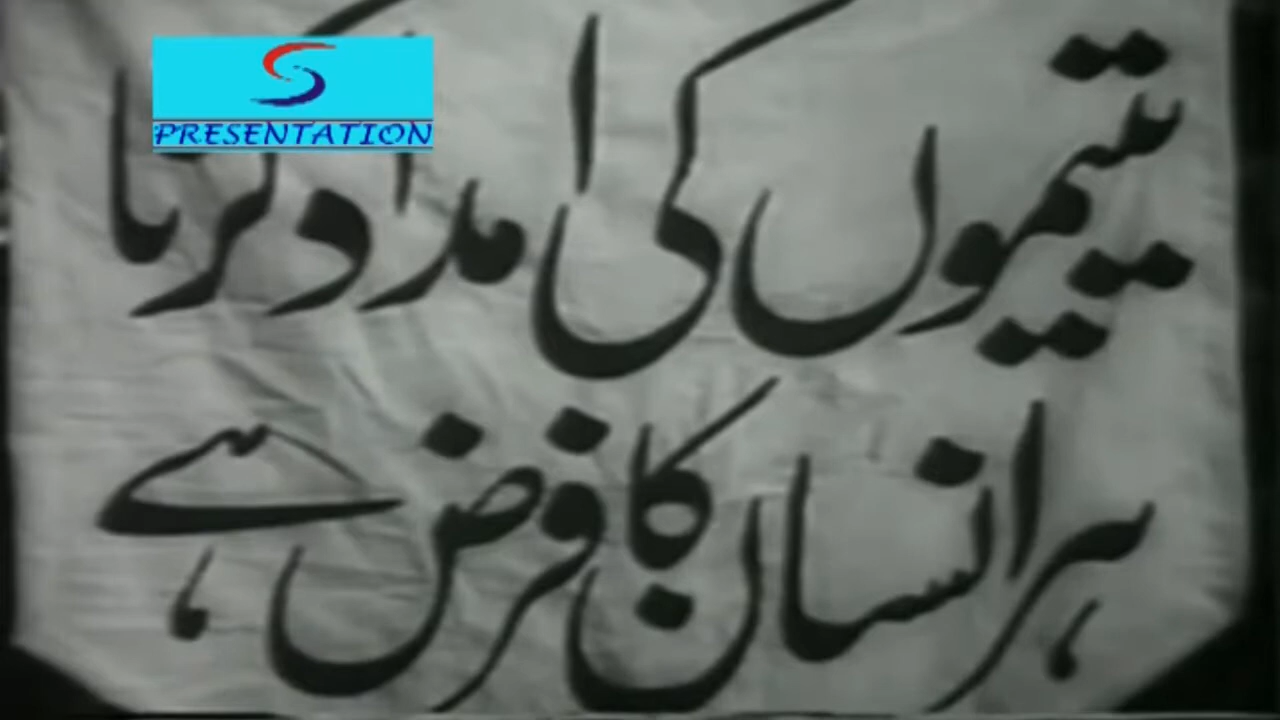 S
PRESENTATION
یتیموں کی امداد کرنا
ہر انسان کا فرض ہے